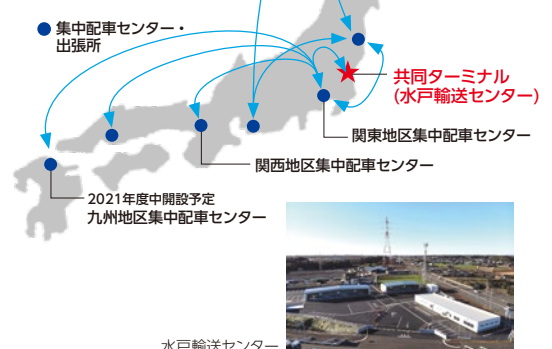 集中配車センター・
出張所
共同ターミナル
(水戸輸送センター)
関東地区集中配車センター
関西地区集中配車センター
2021年度中開設予定
九州地区集中配車センター
水戸輸送センター